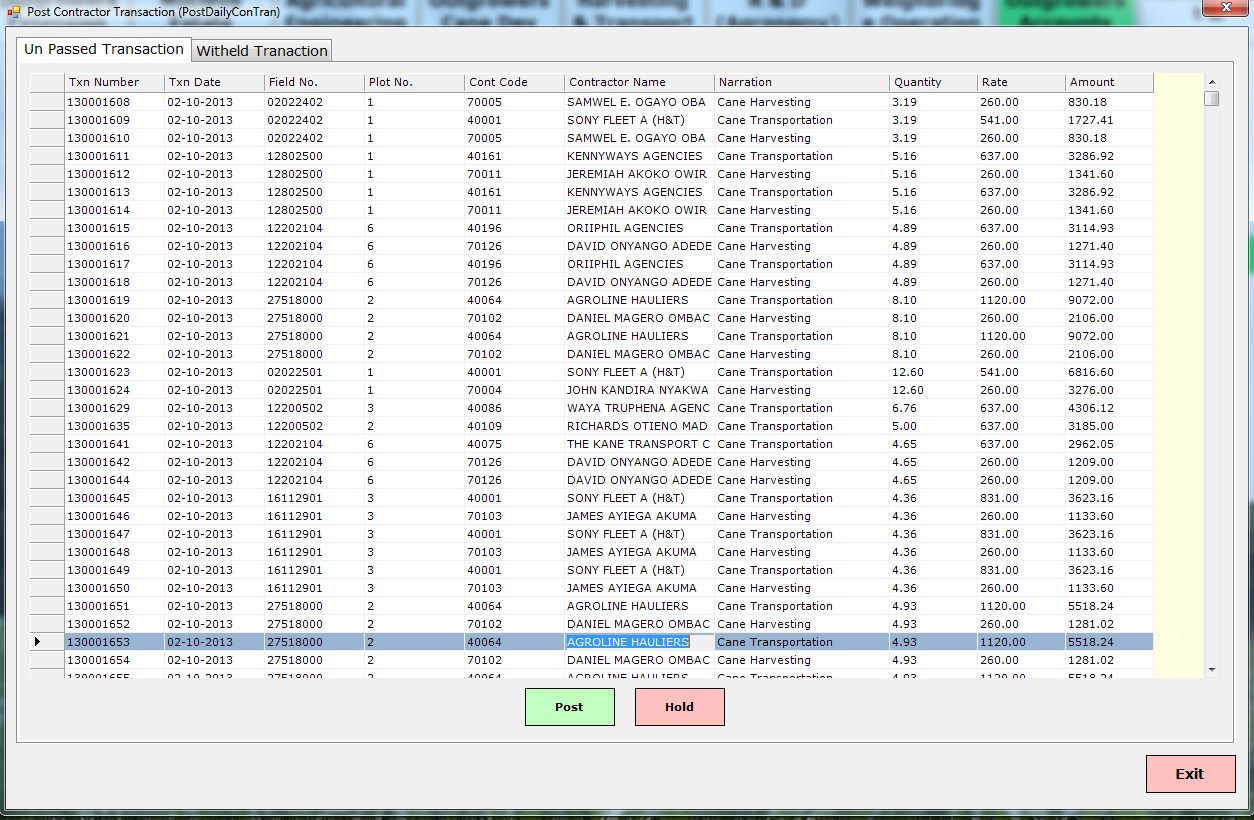 Post Contractor Transaction (PostDailyConTran)
Un Passed Transaction Witheld Tranaction
Txn Number Txn Date Field No. Plot No. Cont Code Contractor Name Narration Quantity Rate Amount
130001608 02-10-2013 02022402 1 70005 SAMWEL E. OGAYO OBA Cane Harvesting 3.19 260.00 830.18
130001609 02-10-2013 02022402 1 40001 SONY FLEET A (H&T) Cane Transportation 3.19 541.00 1727.41
130001610 02-10-2013 02022402 1 70005 SAMWEL E. OGAYO OBA Cane Harvesting 3.19 260.00 830.18
130001611 02-10-2013 12802500 1 40161 KENNYWAYS AGENCIES Cane Transportation 5.16 637.00 3286.92
130001612 02-10-2013 12802500 1 70011 JEREMIAH AKOKO OWIR Cane Harvesting 5.16 260.00 1341.60
130001613 02-10-2013 12802500 1 40161 KENNYWAYS AGENCIES Cane Transportation 5.16 637.00 3286.92
130001614 02-10-2013 12802500 1 70011 JEREMIAH AKOKO OWIR Cane Harvesting 5.16 260.00 1341.60
130001615 02-10-2013 12202104 6 40196 ORIIPHIL AGENCIES Cane Transportation 4.89 637.00 3114.93
130001616 02-10-2013 12202104 6 70126 DAVID ONYANGO ADEDE Cane Harvesting 4.89 260.00 1271.40
130001617 02-10-2013 12202104 6 40196 ORIIPHIL AGENCIES Cane Transportation 4.89 637.00 3114.93
130001618 02-10-2013 12202104 6 70126 DAVID ONYANGO ADEDE Cane Harvesting 4.89 260.00 1271.40
130001619 02-10-2013 27518000 2 40064 AGROLINE HAULIERS Cane Transportation 8.10 1120.00 9072.00
130001620 02-10-2013 27518000 2 70102 DANIEL MAGERO OMBAC Cane Harvesting 8.10 260.00 2106.00
130001621 02-10-2013 27518000 2 40064 AGROLINE HAULIERS Cane Transportation 8.10 1120.00 9072.00
130001622 02-10-2013 27518000 2 70102 DANIEL MAGERO OMBAC Cane Harvesting 8.10 260.00 2106.00
130001623 02-10-2013 02022501 1 40001 SONY FLEET A (H&T) Cane Transportation 12.60 541.00 6816.60
130001624 02-10-2013 02022501 1 70004 JOHN KANDIRA NYAKWA Cane Harvesting 12.60 260.00 3276.00
130001629 02-10-2013 12200502 3 40086 WAYA TRUPHENA AGENC Cane Transportation 6.76 637.00 4306.12
130001635 02-10-2013 12200502 2 40109 RICHARDS OTIENO MAD Cane Transportation 5.00 637.00 3185.00
130001641 02-10-2013 12202104 6 40075 THE KANE TRANSPORT C Cane Transportation 4.65 637.00 2962.05
130001642 02-10-2013 12202104 6 70126 DAVID ONYANGO ADEDE Cane Harvesting 4.65 260.00 1209.00
130001644 02-10-2013 12202104 6 70126 DAVID ONYANGO ADEDE Cane Harvesting 4.65 260.00 1209.00
130001645 02-10-2013 16112901 3 40001 SONY FLEET A (H&T) Cane Transportation 4.36 831.00 3623.16
130001646 02-10-2013 16112901 3 70103 JAMES AYIEGA AKUMA Cane Harvesting 4.36 260.00 1133.60
130001647 02-10-2013 16112901 3 40001 SONY FLEET A (H&T) Cane Transportation 4.36 831.00 3623.16
130001648 02-10-2013 16112901 3 70103 JAMES AYIEGA AKUMA Cane Harvesting 4.36 260.00 1133.60
130001649 02-10-2013 16112901 3 40001 SONY FLEET A (H&T) Cane Transportation 4.36 831.00 3623.16
130001650 02-10-2013 16112901 3 70103 JAMES AYIEGA AKUMA Cane Harvesting 4.36 260.00 1133.60
130001651 02-10-2013 27518000 2 40064 AGROLINE HAULIERS Cane Transportation 4.93 1120.00 5518.24
130001652 02-10-2013 27518000 2 70102 DANIEL MAGERO OMBAC Cane Harvesting 4.93 260.00 1281.02
130001653 02-10-2013 27518000 2 40064 AGROLINE HAULIERS Cane Transportation 4.93 1120.00 5518.24
130001654 02-10-2013 27518000 2 70102 DANIEL MAGERO OMBAC Cane Harvesting 4.93 260.00 1281.02
130001655 02-10-2013 27518000 2 40064 AGROLINE HAULIERS Cane Transportation 4.93 1120.00 5518.24
Post Hold
Exit